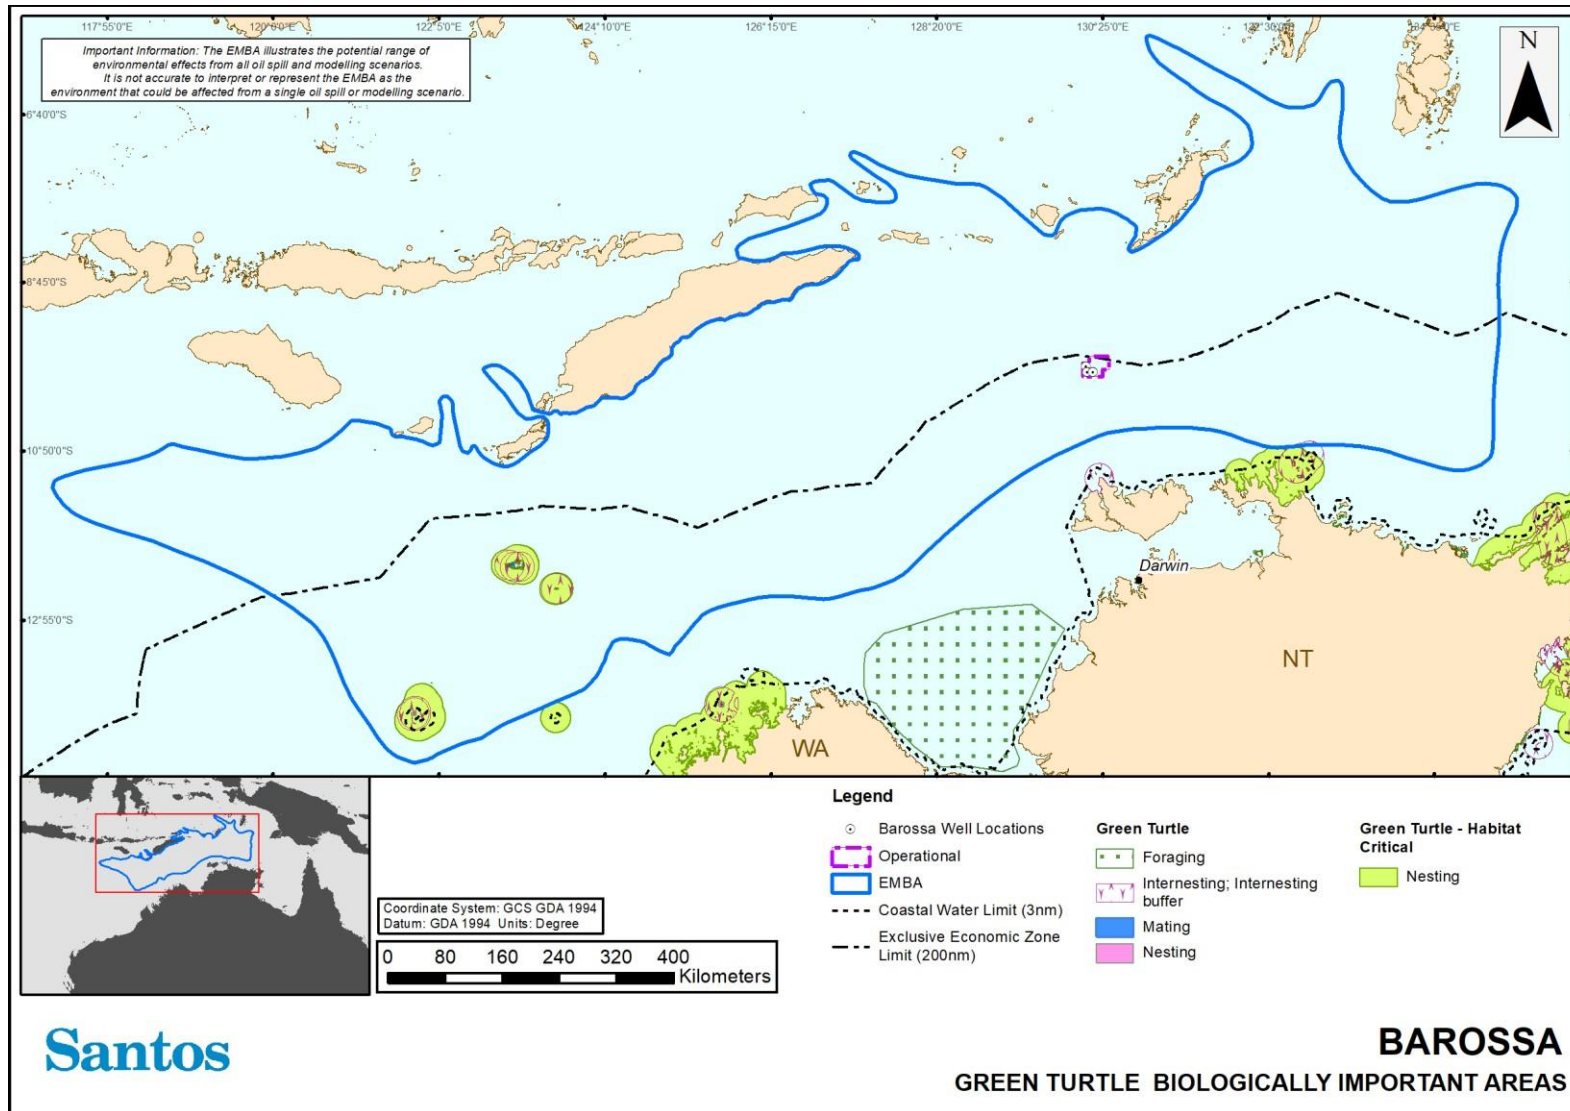 117°55'0"E
120°0'0"E
122°5'0"E
124°10'0"E
126°15'0"E
128°20'0"E
130°25'0"E
Important Information: The EMBA illustrates the potential range of
environmental effects from all oil spill and modelling scenarios.
It is not accurate to interpret or represent the EMBA as the
environment that could be affected from a single oil spill or modelling scenario.
N
6°40'0"S
8°45'0"S
10°50'0"S
12°55'0"S
Darwin
NT
WA
Coordinate System: GCS GDA 1994
Datum: GDA 1994 Units: Degree
0 80 160 240 320 400
Kilometers
Legend
Barossa Well Locations
Operational
EMBA
Coastal Water Limit (3nm)
Exclusive Economic Zone
Limit (200nm)
Green Turtle
Foraging
Internesting; Internesting
buffer
Mating
Nesting
Green Turtle - Habitat
Critical
Nesting
Santos
BAROSSA
GREEN TURTLE BIOLOGICALLY IMPORTANT AREAS